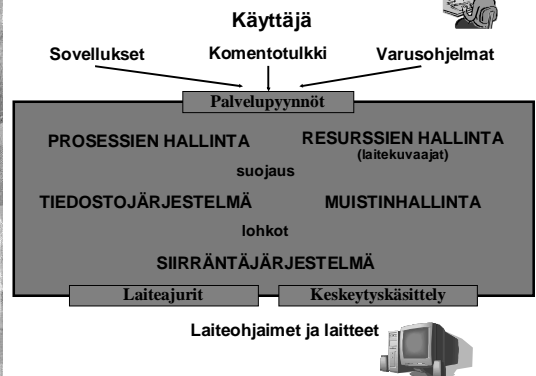 Käyttäjä
Sovellukset Komentotulkki Varusohjelmat
Palvelupyynnöt
PROSESSIEN HALLINTA RESURSSIEN HALLINTA
(laitekuvaajat)
suojaus
TIEDOSTOJÄRJESTELMÄ MUISTINHALLINTA
lohkot
SIIRRÄNTÄJÄRJESTELMÄ
Laiteajurit Keskeytyskäsittely
Laiteohjaimet ja laitteet